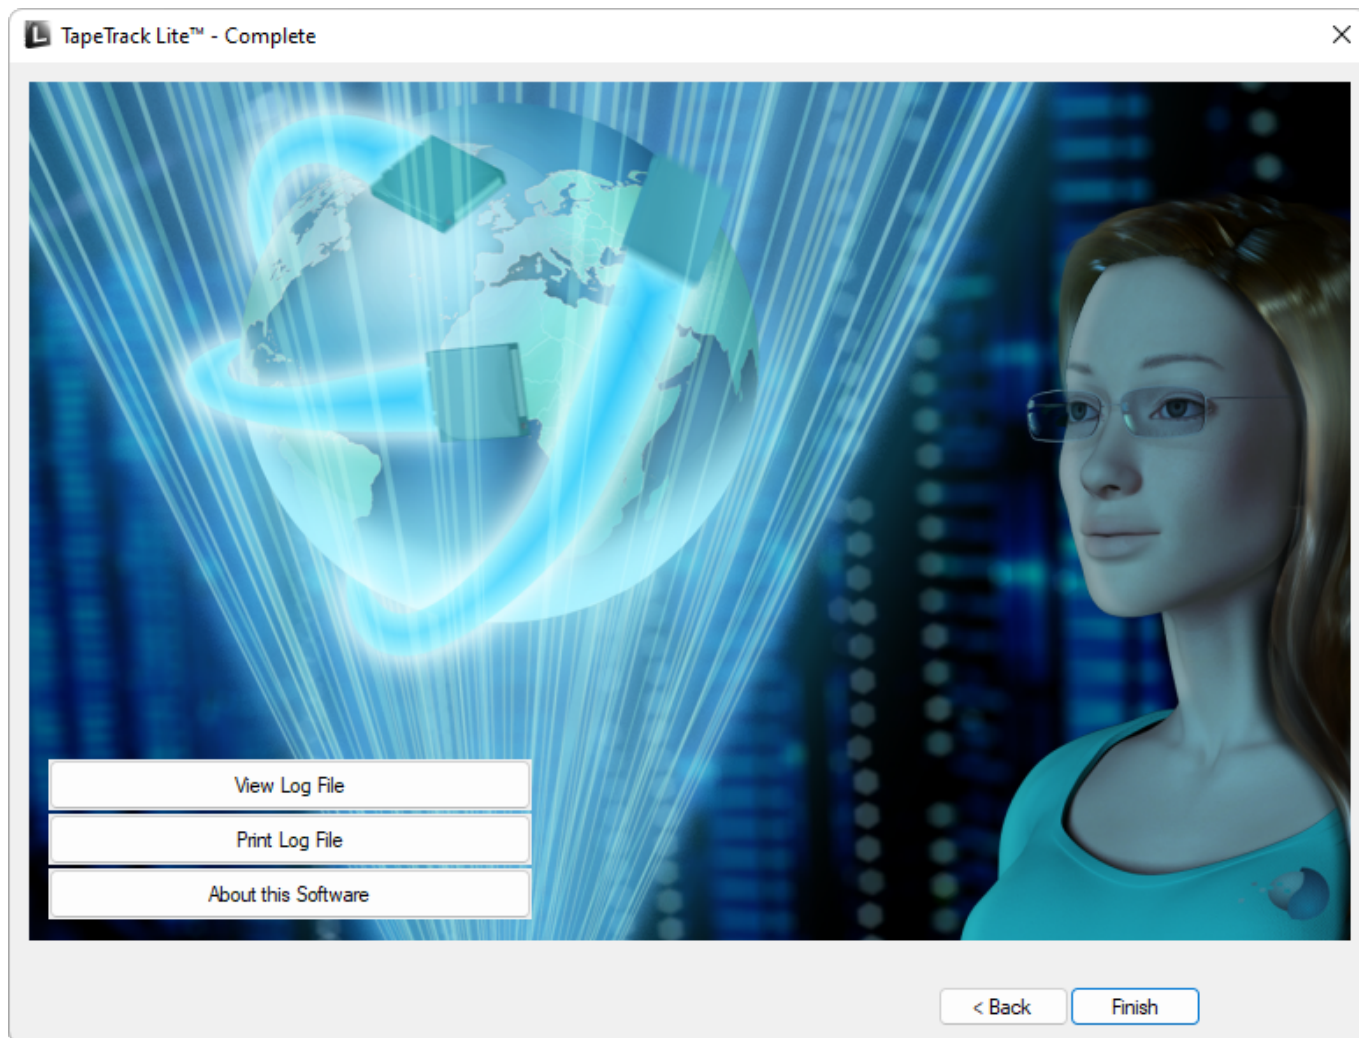 TapeTrack Lite™ - Complete
View Log File
Print Log File
About this Software
< Back
Finish